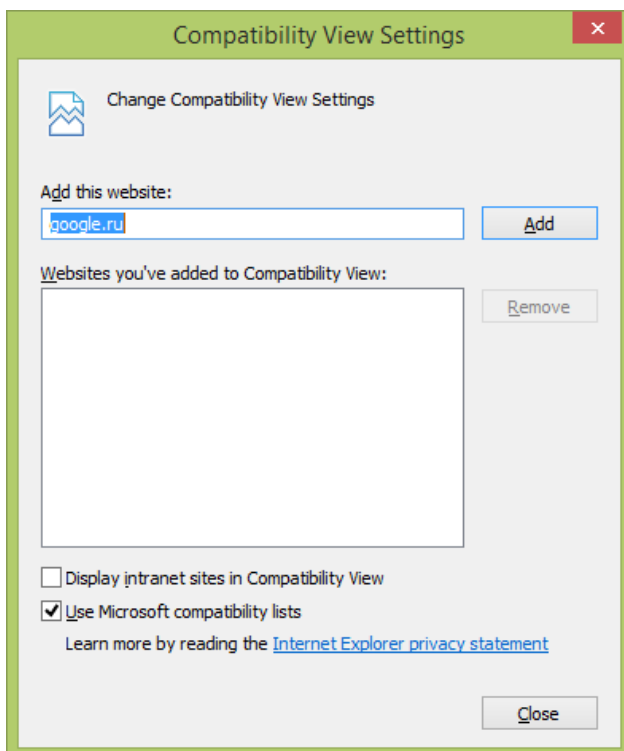 Compatibility View Settings
Change Compatibility View Settings
Add this website:
google.ru
Add
Websites you've added to Compatibility View:
Remove
Display intranet sites in Compatibility View
Use Microsoft compatibility lists
Learn more by reading the Internet Explorer privacy statement
Close